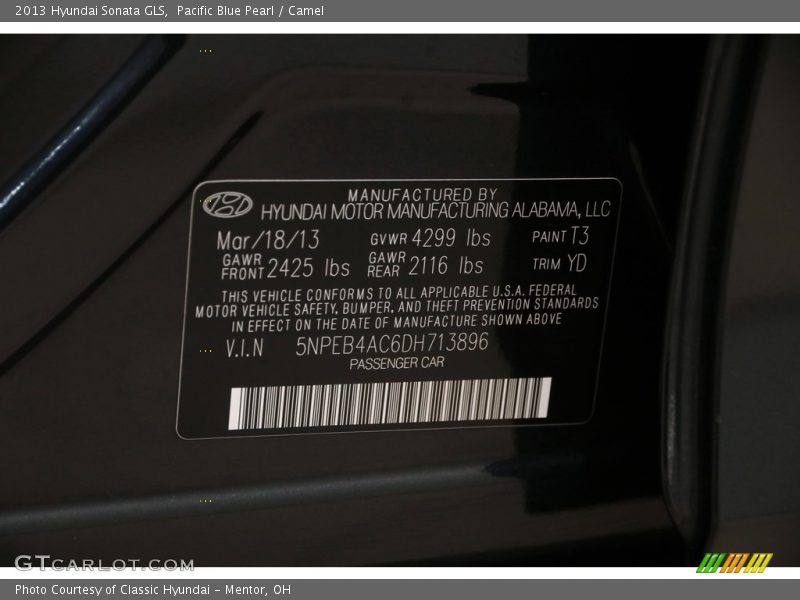 2013 Hyundai Sonata GLS, Pacific Blue Pearl / Camel
MANUFACTURED BY
HYUNDAI MOTOR MANUFACTURING ALABAMA, LLC
Mar/18/13 GVWR 4299 lbs PAINT T3
GAWR FRONT 2425 lbs GAWR REAR 2116 lbs TRIM YD
THIS VEHICLE CONFORMS TO ALL APPLICABLE U.S.A. FEDERAL
MOTOR VEHICLE SAFETY, BUMPER, AND THEFT PREVENTION STANDARDS
IN EFFECT ON THE DATE OF MANUFACTURE SHOWN ABOVE
V.I.N 5NPEB4AC6DH713896
PASSENGER CAR
GTCARLOT.COM
Photo Courtesy of Classic Hyundai - Mentor, OH